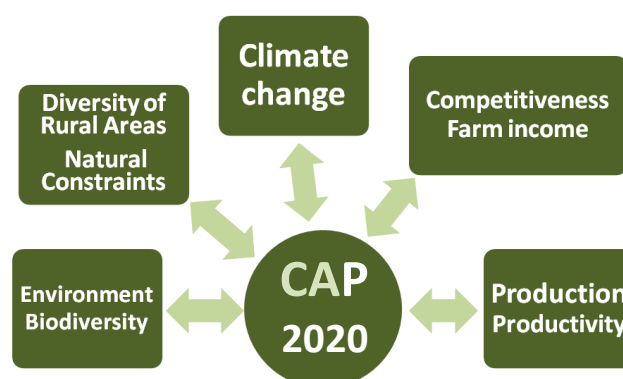 Climate
change
Diversity of
Rural Areas
Natural
Constraints
Competitiveness
Farm income
Environment
Biodiversity
CAP
2020
Production
Productivity